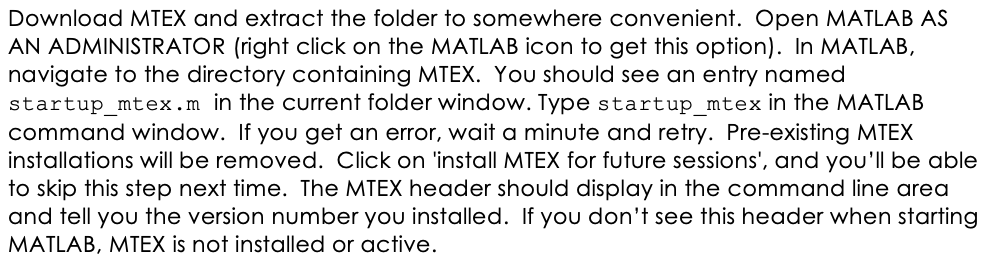 Download MTEX and extract the folder to somewhere convenient.  Open MATLAB AS
AN ADMINISTRATOR (right click on the MATLAB icon to get this option).  In MATLAB,
navigate to the directory containing MTEX.  You should see an entry named
startup_mtex.m in the current folder window. Type startup_mtex in the MATLAB
command window.  If you get an error, wait a minute and retry.  Pre-existing MTEX
installations will be removed.  Click on 'install MTEX for future sessions', and you’ll be able
to skip this step next time.  The MTEX header should display in the command line area
and tell you the version number you installed.  If you don’t see this header when starting
MATLAB, MTEX is not installed or active.